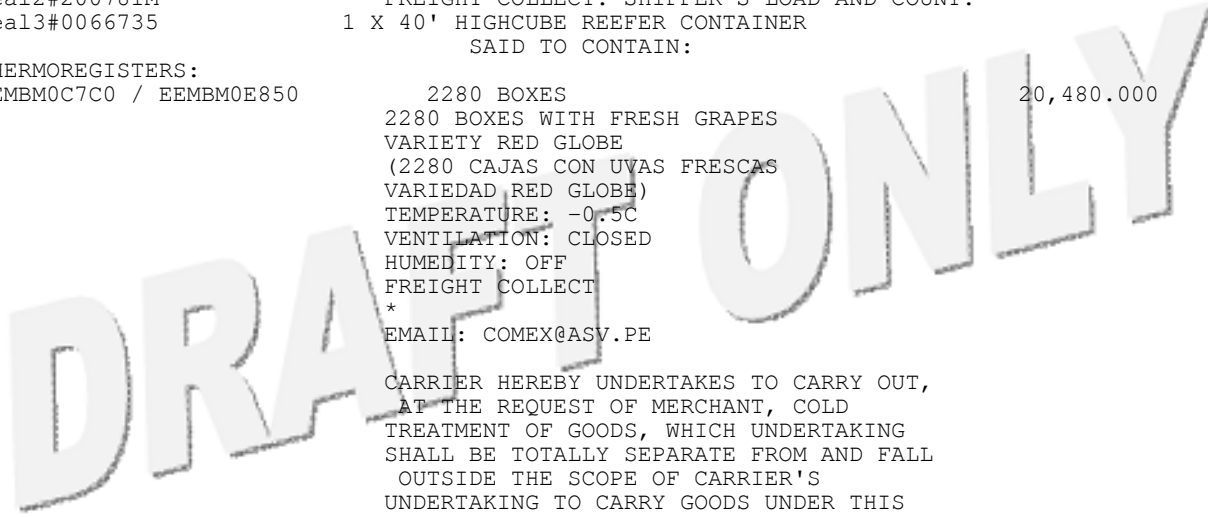 eal2#200781M FREIGHT COLLECT. SHIPPER'S LOAD AND COUNT.
eal3#0066735 1 X 40' HIGHCUBE REEFER CONTAINER
SAID TO CONTAIN:
HERMOREGISTERS:
EMBM0C7C0 / EEMBM0E850 2280 BOXES 20,480.000
2280 BOXES WITH FRESH GRAPES
VARIETY RED GLOBE
(2280 CAJAS CON UVAS FRESCAS
VARIEDAD RED GLOBE)
TEMPERATURE: -0.5C
VENTILATION: CLOSED
HUMEDITY: OFF
FREIGHT COLLECT
*
EMAIL: COMEX@ASV.PE
CARRIER HEREBY UNDERTAKES TO CARRY OUT,
AT THE REQUEST OF MERCHANT, COLD
TREATMENT OF GOODS, WHICH UNDERTAKING
SHALL BE TOTALLY SEPARATE FROM AND FALL
OUTSIDE THE SCOPE OF CARRIER'S
UNDERTAKING TO CARRY GOODS UNDER THIS
DRAFT ONLY